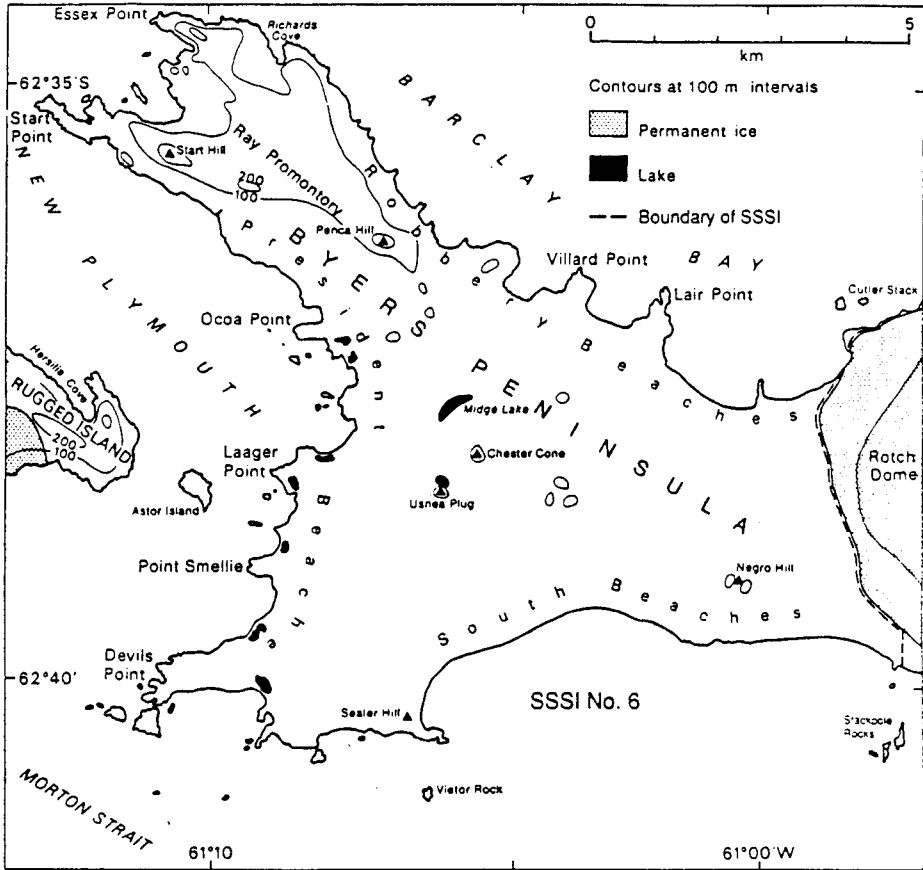 Essex Point
Richards
Cove
0 5
km
62°35'S
Contours at 100 m intervals
Permanent ice
Lake
Boundary of SSSI
BARCLAY
BAY
Start
Point
Start Hill
Ray Promontory
200
100
Penca Hill
NEW PLYMOUTH
BYERS
PENINSULA
Robbery Beaches
President Beaches
Villard Point
Lair Point
Cutler Stack
Ocoa Point
Hersilia Cove
RUGGED ISLAND
200
100
Midge Lake
Chester Cone
Rotch
Dome
Laager
Point
Usnea Plug
Astor Island
Point Smellie
Negro Hill
South Beaches
Devils
Point
62°40'
Sealer Hill
SSSI No. 6
Stackpole
Rocks
Vietor Rock
MORTON STRAIT
61°10
61°00'W